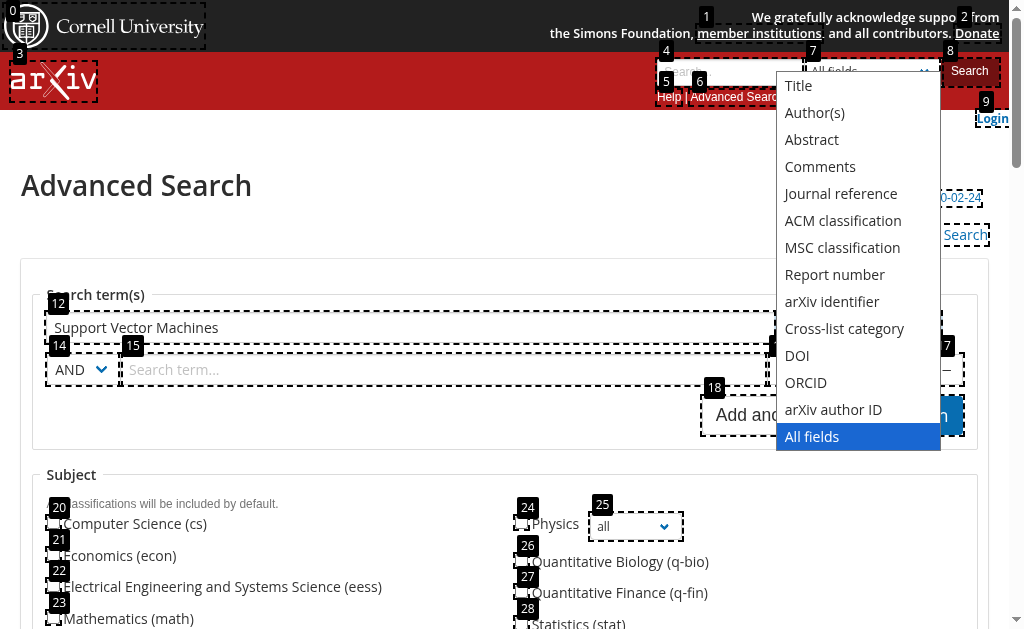 0
Cornell University
1
2
We gratefully acknowledge support from
the Simons Foundation, member institutions, and all contributors. Donate
3
arXiv
4
Search...
7
All fields
8
Search
5
Help
|
6
Advanced Searc
9
Login
Title
Author(s)
Abstract
Comments
Journal reference
ACM classification
MSC classification
Report number
arXiv identifier
Cross-list category
DOI
ORCID
arXiv author ID
All fields
Advanced Search
0-02-24
Search
Search term(s)
12
Support Vector Machines
14
AND
15
Search term...
7
18
Add ano
Subject
classifications will be included by default.
20
Computer Science (cs)
21
Economics (econ)
22
Electrical Engineering and Systems Science (eess)
23
Mathematics (math)
24
Physics
25
all
26
Quantitative Biology (q-bio)
27
Quantitative Finance (q-fin)
28
Statistics (stat)